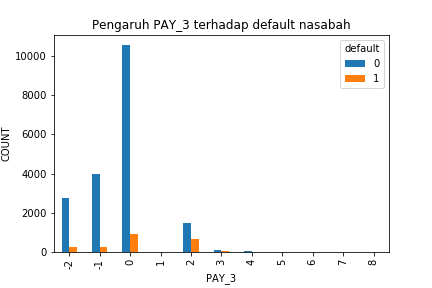 Pengaruh PAY_3 terhadap default nasabah
default
0
1
10000
8000
6000
4000
2000
0
COUNT
-2 -1 0 1 2 3 4 5 6 7 8
PAY_3